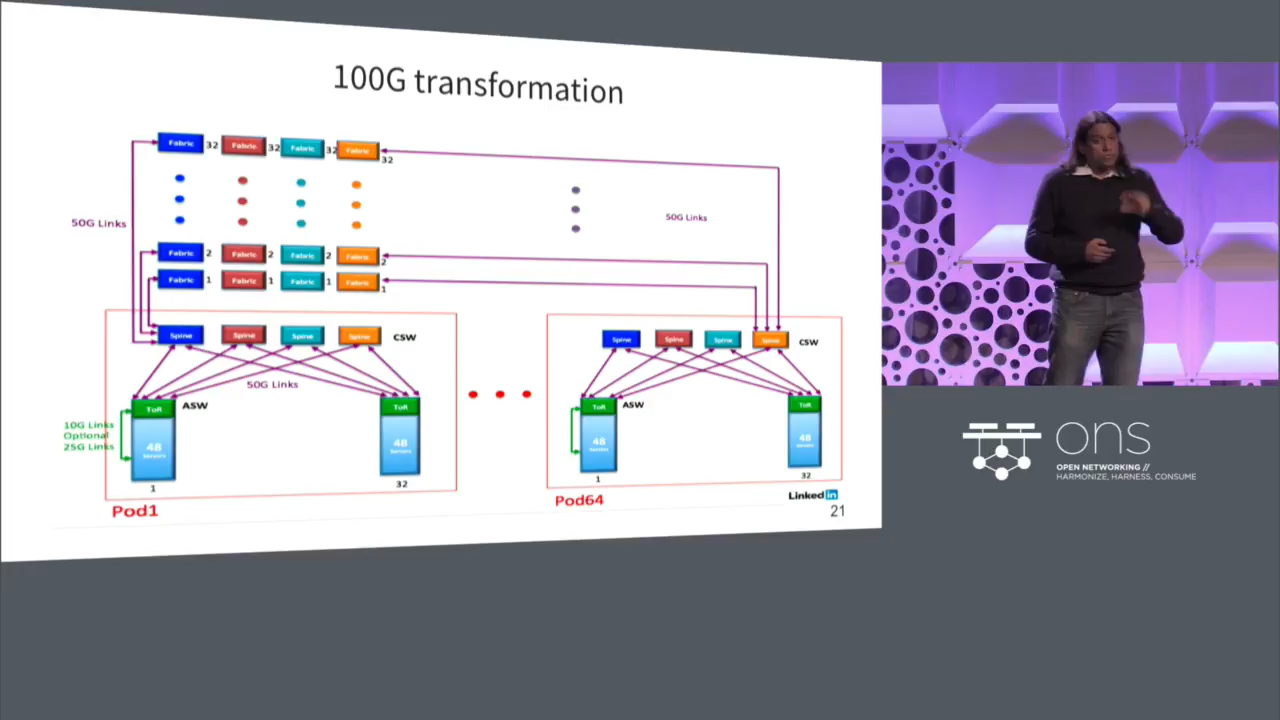 100G transformation
Fabric 32 Fabric 32 Fabric 32 Fabric 32
50G Links
50G Links
Fabric 2 Fabric 2 Fabric 2 Fabric 2
Fabric 1 Fabric 1 Fabric 1 Fabric 1
Spine Spine Spine Spine CSW
Spine Spine Spine Spine CSW
50G Links
ToR ASW ToR
ToR ASW ToR
10G Links
Optional
25G Links
48 Servers
48 Servers
48 Servers
48 Servers
1 32
1 32
Pod1
Pod64
LinkedIn
21
ons
OPEN NETWORKING //
HARMONIZE, HARNESS, CONSUME